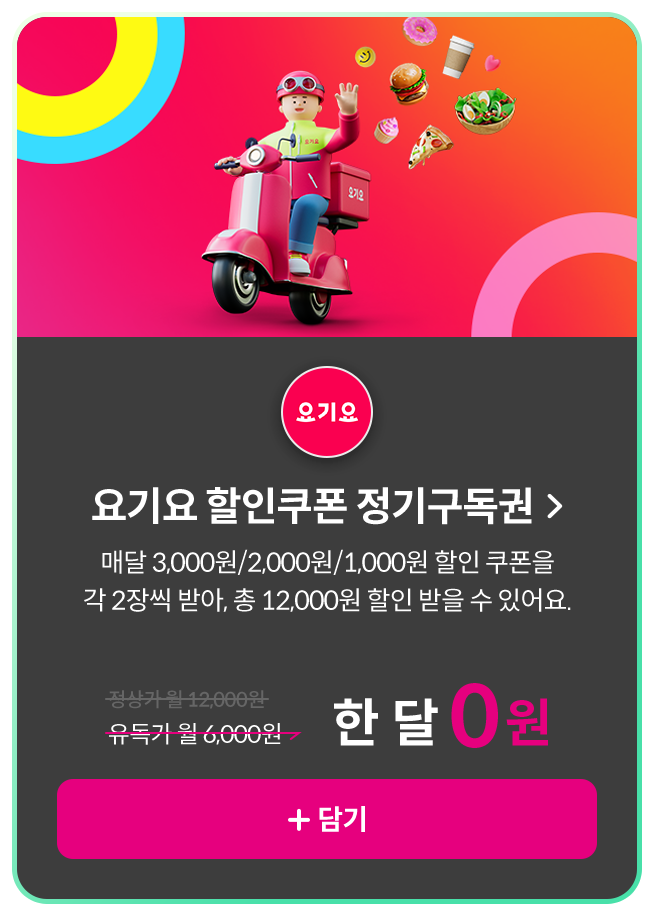 요기요
요기요
요기요
요기요 할인쿠폰 정기구독권 >
매달 3,000원/2,000원/1,000원 할인 쿠폰을
각 2장씩 받아, 총 12,000원 할인 받을 수 있어요.
정상가 월 12,000원
유독가 월 6,000원
한 달 0원
+ 담기